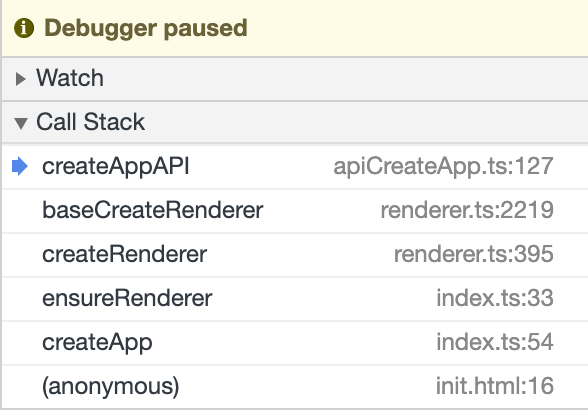 Debugger paused
Watch
Call Stack
createAppAPI apiCreateApp.ts:127
baseCreateRenderer renderer.ts:2219
createRenderer renderer.ts:395
ensureRenderer index.ts:33
createApp index.ts:54
(anonymous) init.html:16